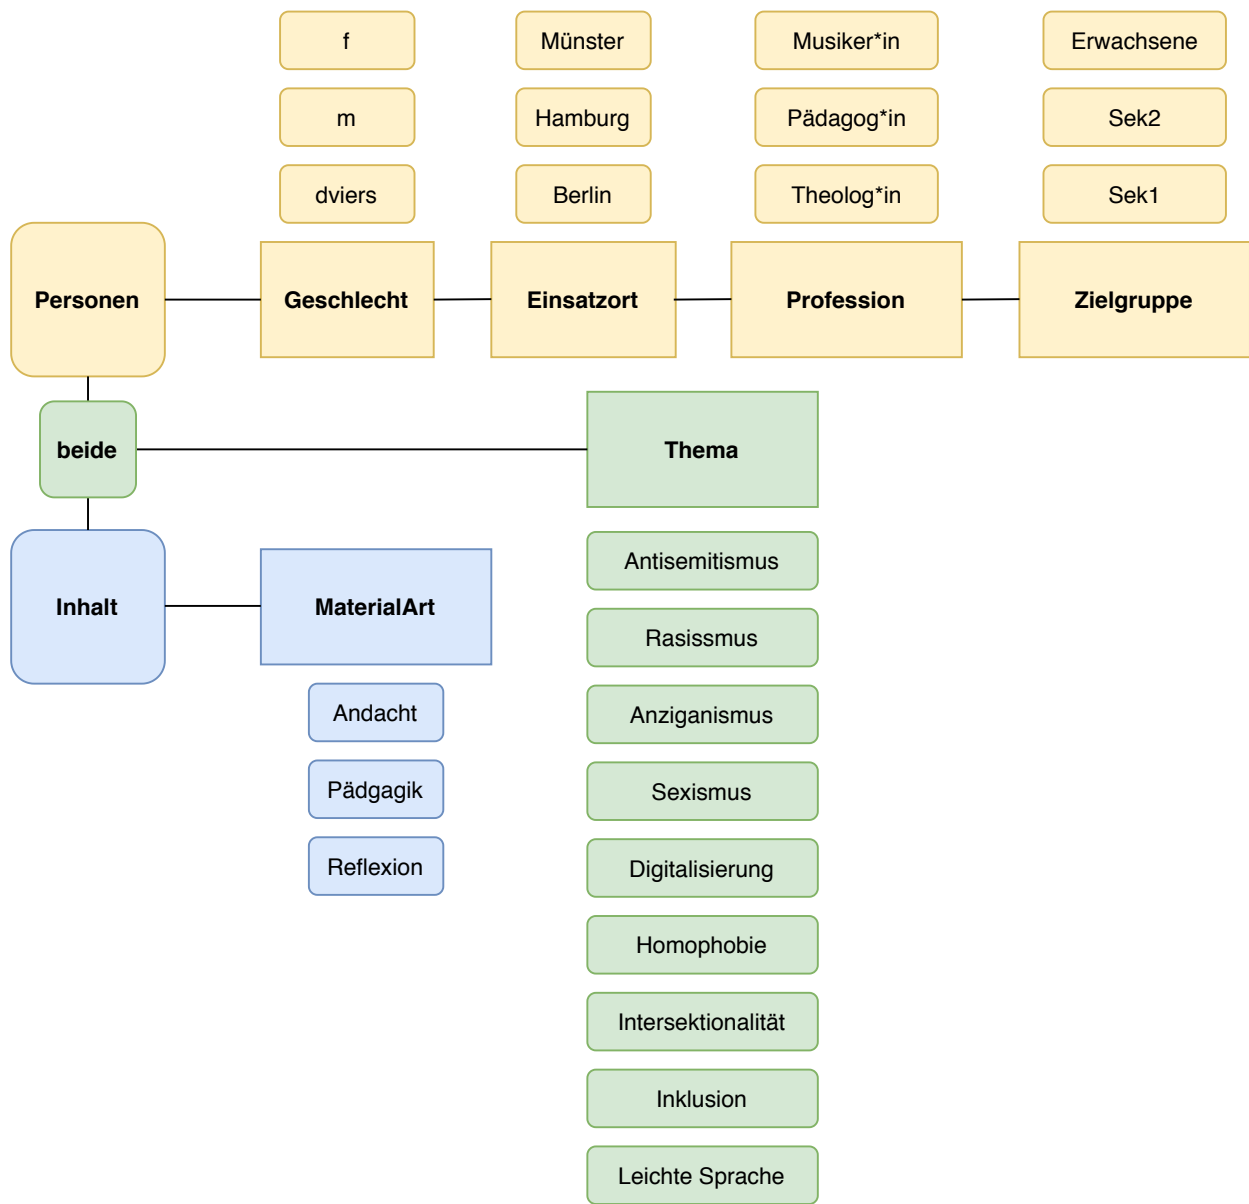 f
Münster
Musiker*in
Erwachsene
m
Hamburg
Pädagog*in
Sek2
dviers
Berlin
Theolog*in
Sek1
Personen
Geschlecht
Einsatzort
Profession
Zielgruppe
beide
Thema
Inhalt
MaterialArt
Antisemitismus
Rasissmus
Andacht
Anziganismus
Pädgagik
Sexismus
Reflexion
Digitalisierung
Homophobie
Intersektionalität
Inklusion
Leichte Sprache